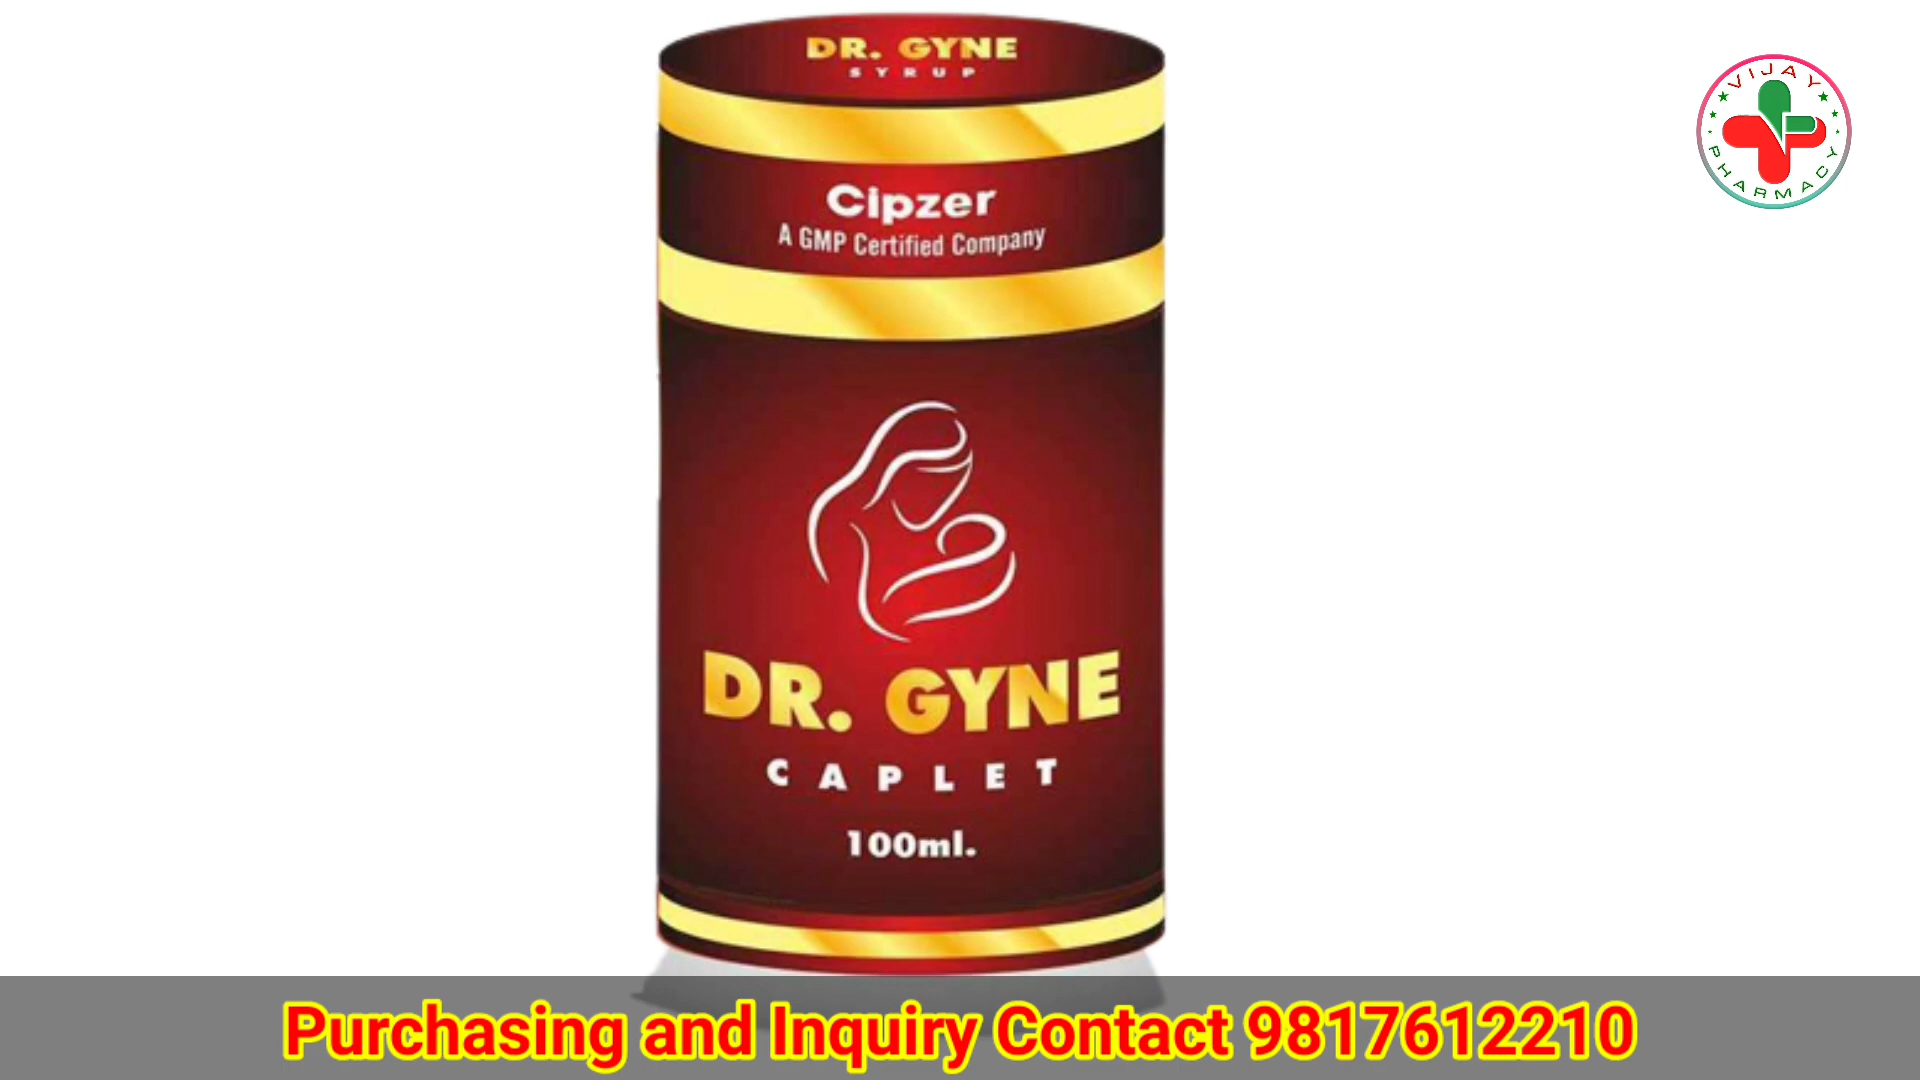 DR. GYNE
SYRUP
VIJAY
PHARMACY
Cipzer
A GMP Certified Company
DR. GYNE
CAPLET
100ml.
Purchasing and Inquiry Contact 9817612210